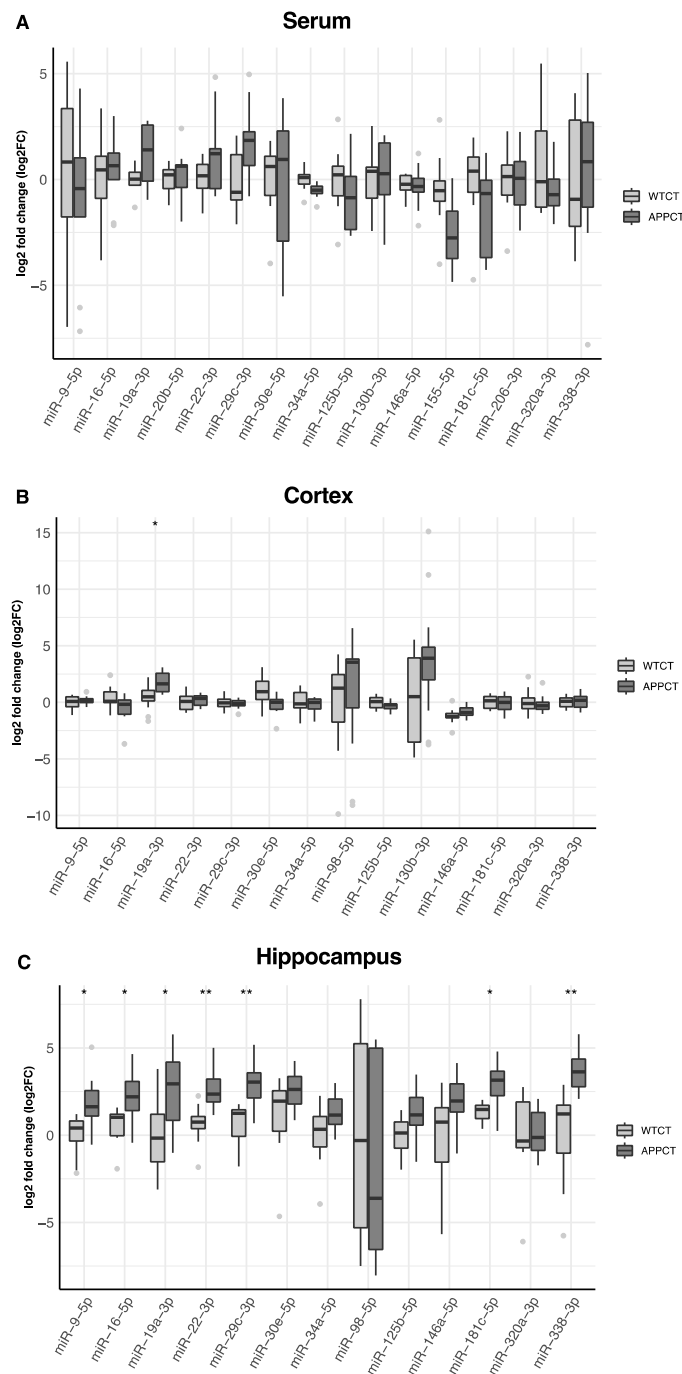 A
Serum
log2 fold change (log2FC)
5
0
−5
WTCT
APPCT
miR−9−5p
miR−16−5p
miR−19a−3p
miR−20b−5p
miR−22−3p
miR−29c−3p
miR−30e−5p
miR−34a−5p
miR−125b−5p
miR−130b−3p
miR−146a−5p
miR−155−5p
miR−181c−5p
miR−206−3p
miR−320a−3p
miR−338−3p
B
Cortex
log2 fold change (log2FC)
15
10
5
0
−5
−10
*
WTCT
APPCT
miR−9−5p
miR−16−5p
miR−19a−3p
miR−22−3p
miR−29c−3p
miR−30e−5p
miR−34a−5p
miR−98−5p
miR−125b−5p
miR−130b−3p
miR−146a−5p
miR−181c−5p
miR−320a−3p
miR−338−3p
C
Hippocampus
log2 fold change (log2FC)
5
0
−5
* * * ** ** * **
WTCT
APPCT
miR−9−5p
miR−16−5p
miR−19a−3p
miR−22−3p
miR−29c−3p
miR−30e−5p
miR−34a−5p
miR−98−5p
miR−125b−5p
miR−146a−5p
miR−181c−5p
miR−320a−3p
miR−338−3p